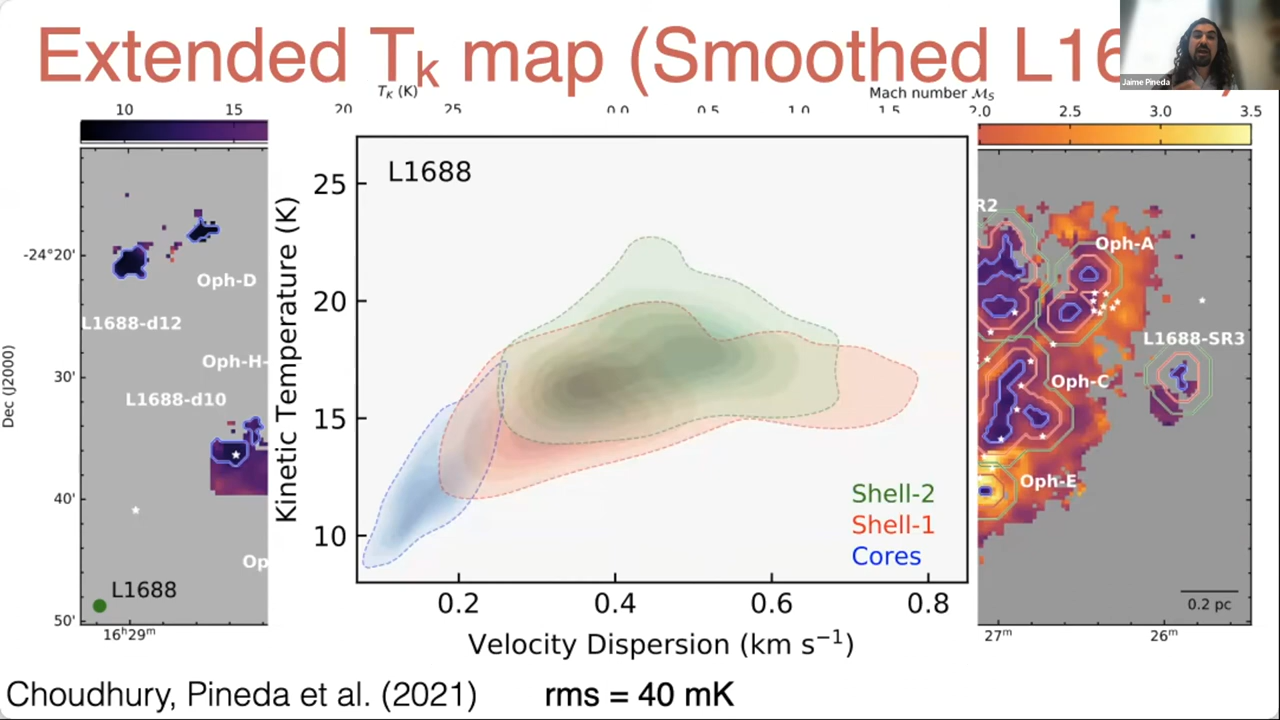 Extended Tk map (Smoothed L16
Jaime Pineda
TK (K)
Mach number MS
10 15 20 25
0.0 0.5 1.0 1.5 2.0 2.5 3.0 3.5
L1688
25
20
15
10
Kinetic Temperature (K)
0.2 0.4 0.6 0.8
Velocity Dispersion (km s−1)
Shell-2
Shell-1
Cores
Dec (J2000)
-24°20'
30'
40'
50'
Oph-D
L1688-d12
Oph-H-
L1688-d10
Op
L1688
16h29m
R2
Oph-A
L1688-SR3
Oph-C
Oph-E
0.2 pc
27m 26m
Choudhury, Pineda et al. (2021)
rms = 40 mK